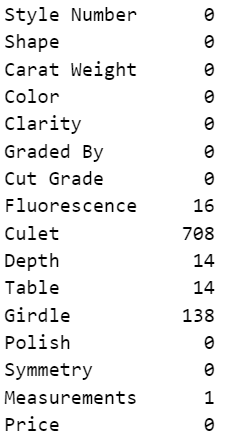 Style Number 0
Shape 0
Carat Weight 0
Color 0
Clarity 0
Graded By 0
Cut Grade 0
Fluorescence 16
Culet 708
Depth 14
Table 14
Girdle 138
Polish 0
Symmetry 0
Measurements 1
Price 0